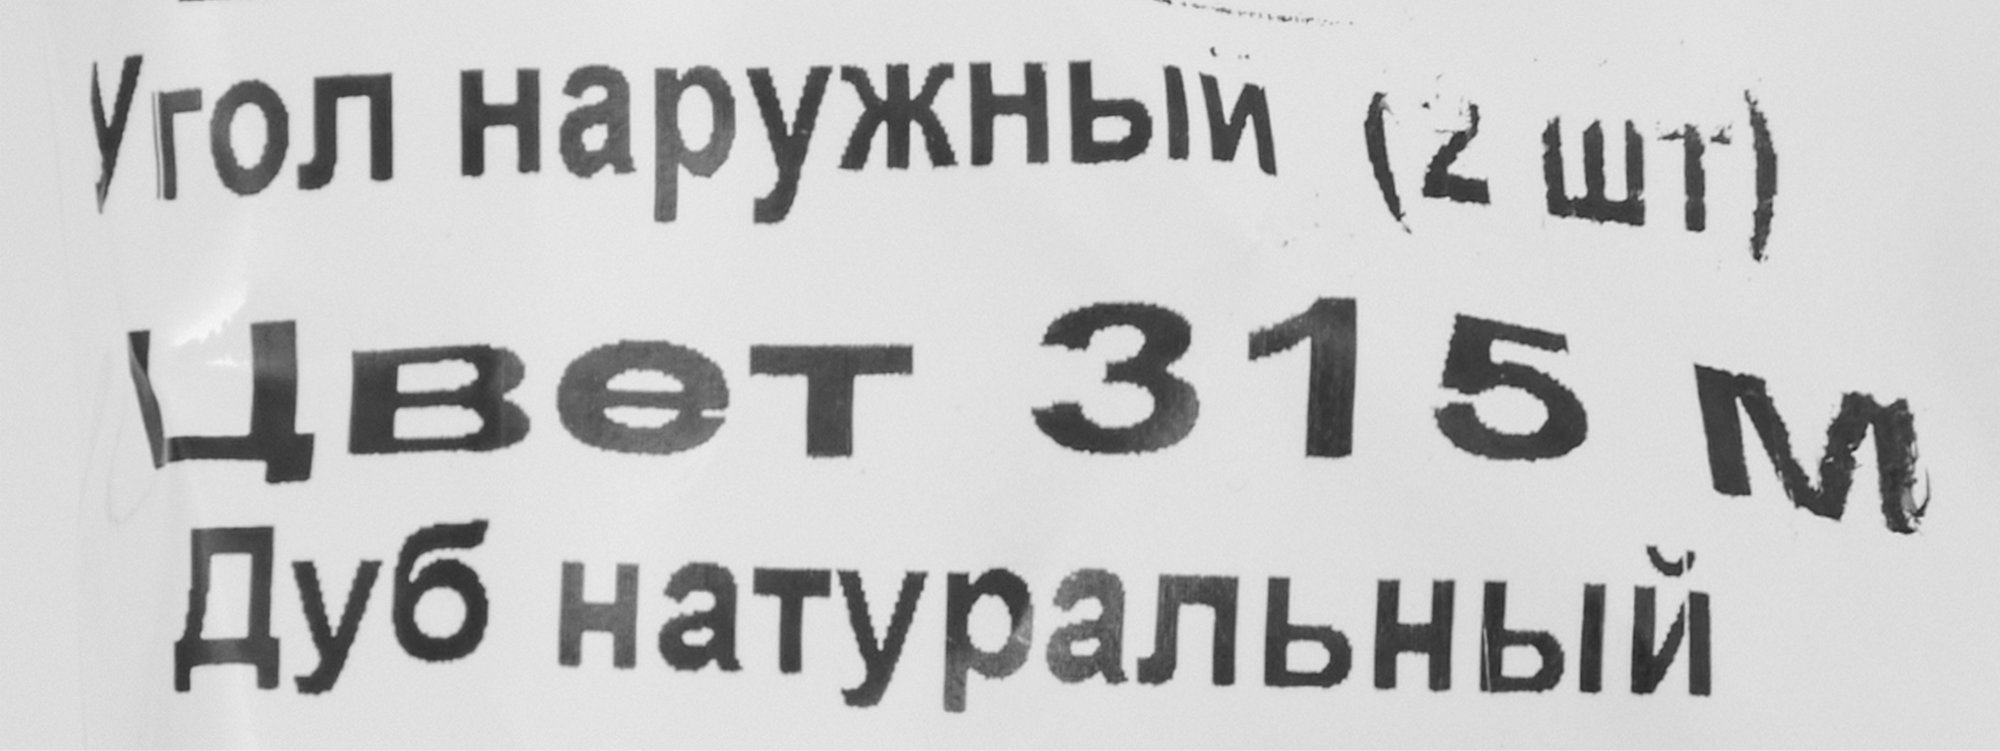 Угол наружный (2 шт)
Цвет 315 м
Дуб натуральный